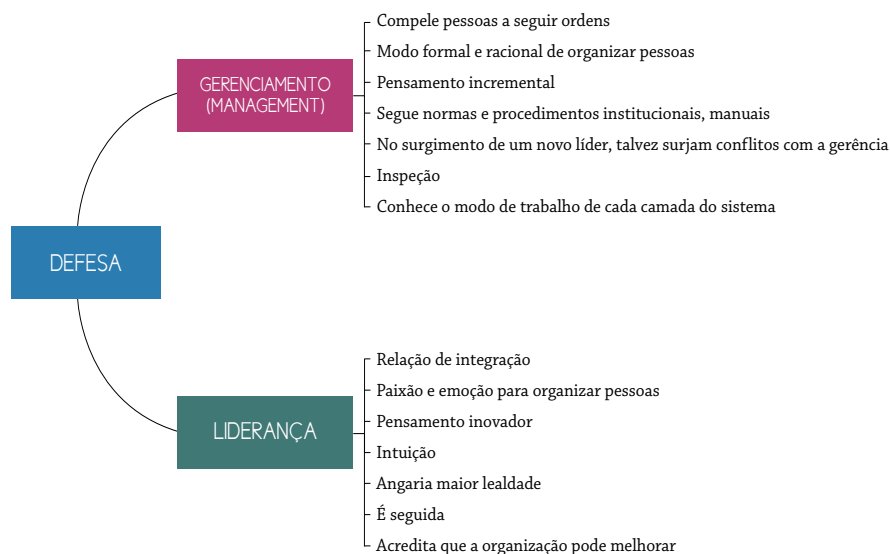 GERENCIAMENTO
(MANAGEMENT)
Compele pessoas a seguir ordens
Modo formal e racional de organizar pessoas
Pensamento incremental
Segue normas e procedimentos institucionais, manuais
No surgimento de um novo líder, talvez surjam conflitos com a gerência
Inspeção
Conhece o modo de trabalho de cada camada do sistema
DEFESA
LIDERANÇA
Relação de integração
Paixão e emoção para organizar pessoas
Pensamento inovador
Intuição
Angaria maior lealdade
É seguida
Acredita que a organização pode melhorar